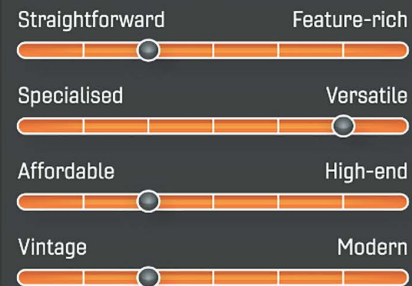 Straightforward Feature-rich
Specialised Versatile
Affordable High-end
Vintage Modern